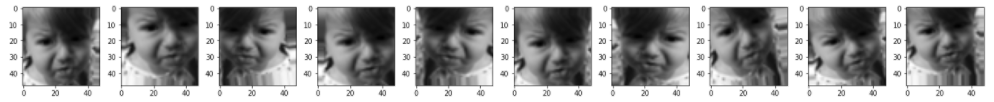 0 0 0 0 0 0 0 0 0 0
10 10 10 10 10 10 10 10 10 10
20 20 20 20 20 20 20 20 20 20
30 30 30 30 30 30 30 30 30 30
40 40 40 40 40 40 40 40 40 40
0 20 40 0 20 40 0 20 40 0 20 40 0 20 40 0 20 40 0 20 40 0 20 40 0 20 40 0 20 40